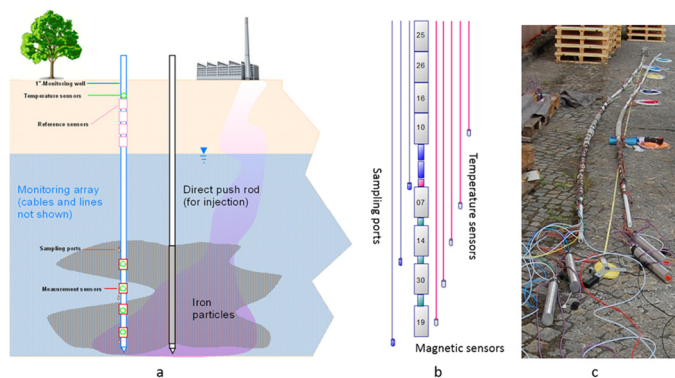 1"-Monitoring well
Temperature sensors
Reference sensors
Monitoring array
(cables and lines
not shown)
Direct push rod
(for injection)
Sampling ports
Measurement sensors
Iron
particles
a
25
26
16
10
07
14
30
19
Sampling ports
Temperature sensors
Magnetic sensors
b
c